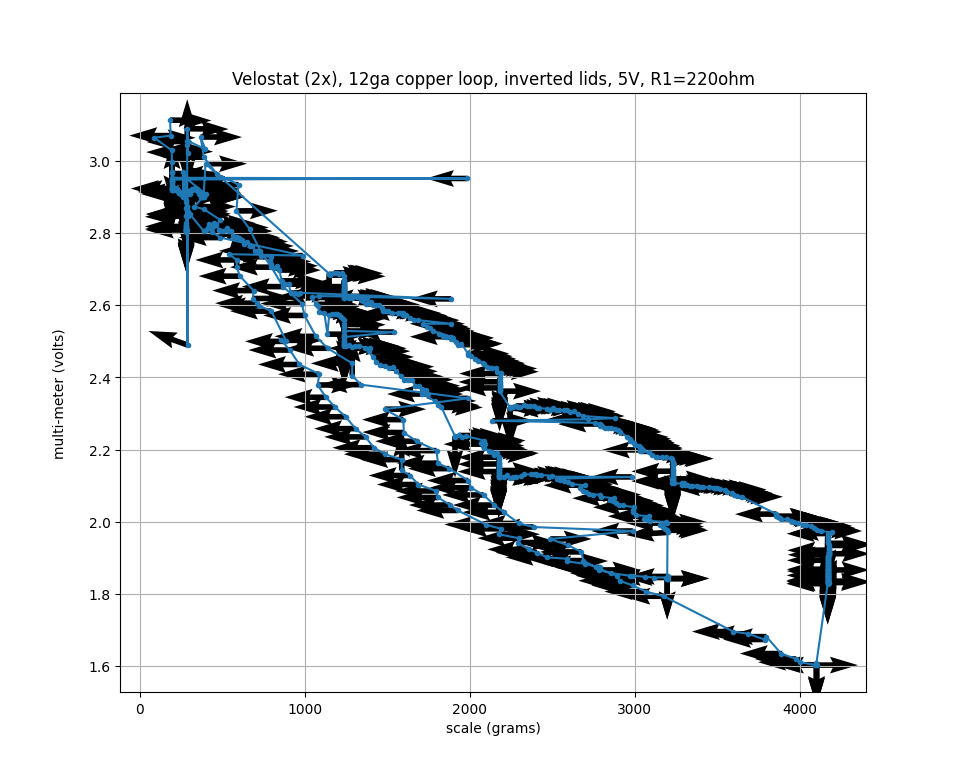 Velostat (2x), 12ga copper loop, inverted lids, 5V, R1=220ohm
multi-meter (volts)
3.0
2.8
2.6
2.4
2.2
2.0
1.8
1.6
0 1000 2000 3000 4000
scale (grams)